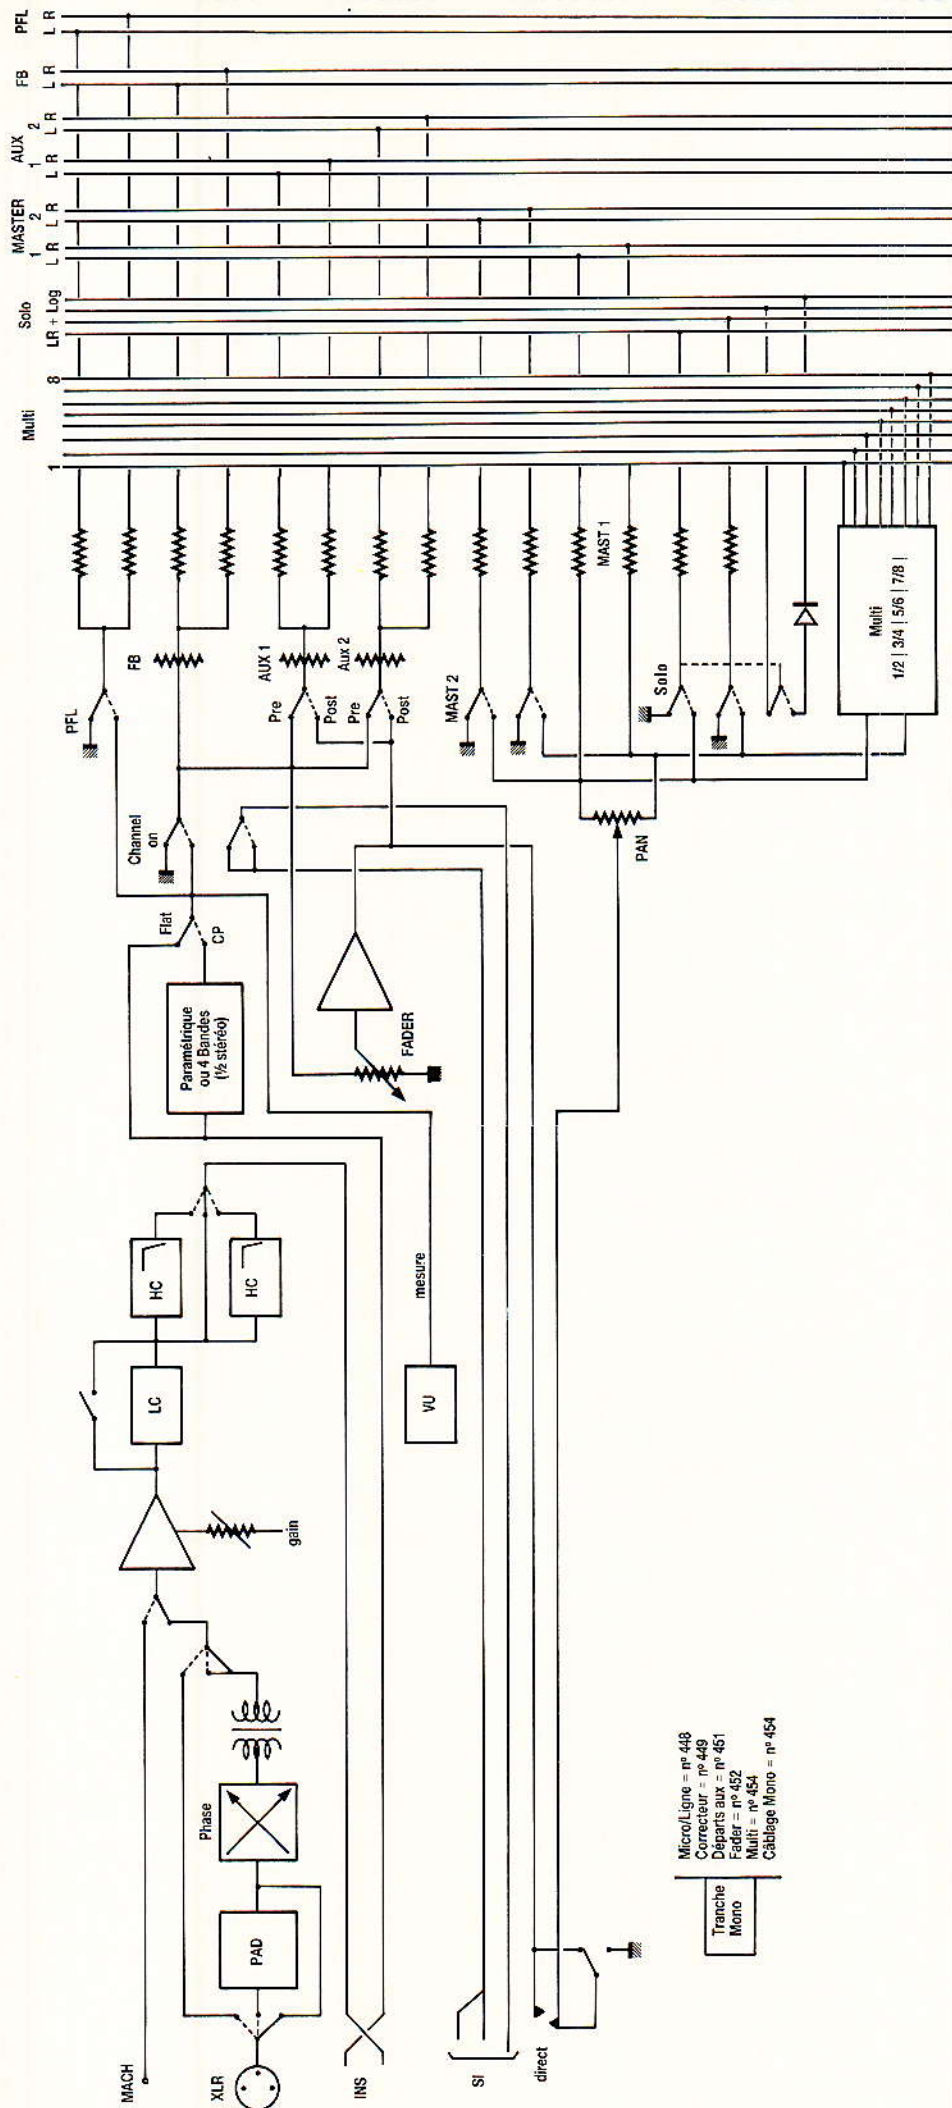 PFL
L R
FB
L R
AUX
2
L R
1
L R
MASTER
2
L R
1
L R
Solo
LR + Log
Multi
8
1
MAST 1
Multi
1/2 | 3/4 | 5/6 | 7/8 |
PFL
FB
AUX 1
Aux 2
Pre
Post
Pre
Post
MAST 2
Solo
Channel
on
PAN
Flat
CP
Paramétrique
ou 4 Bandes
(½ stéréo)
FADER
HC
HC
LC
mesure
VU
gain
Phase
PAD
MACH
XLR
INS
SI
direct
Tranche
Mono
Micro/Ligne = nº 448
Correcteur = nº 449
Départs aux = nº 451
Fader = nº 452
Multi = nº 454
Câblage Mono = nº 454